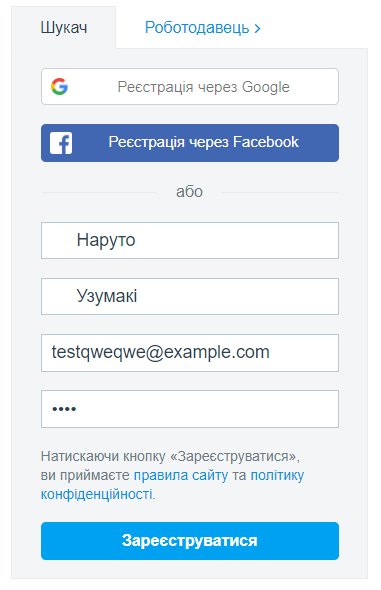 Шукач Роботодавець >
Реєстрація через Google
Реєстрація через Facebook
або
Наруто
Узумакі
testqweqwe@example.com
••••
Натискаючи кнопку «Зареєструватися»,
ви приймаєте правила сайту та політику
конфіденційності.
Зареєструватися